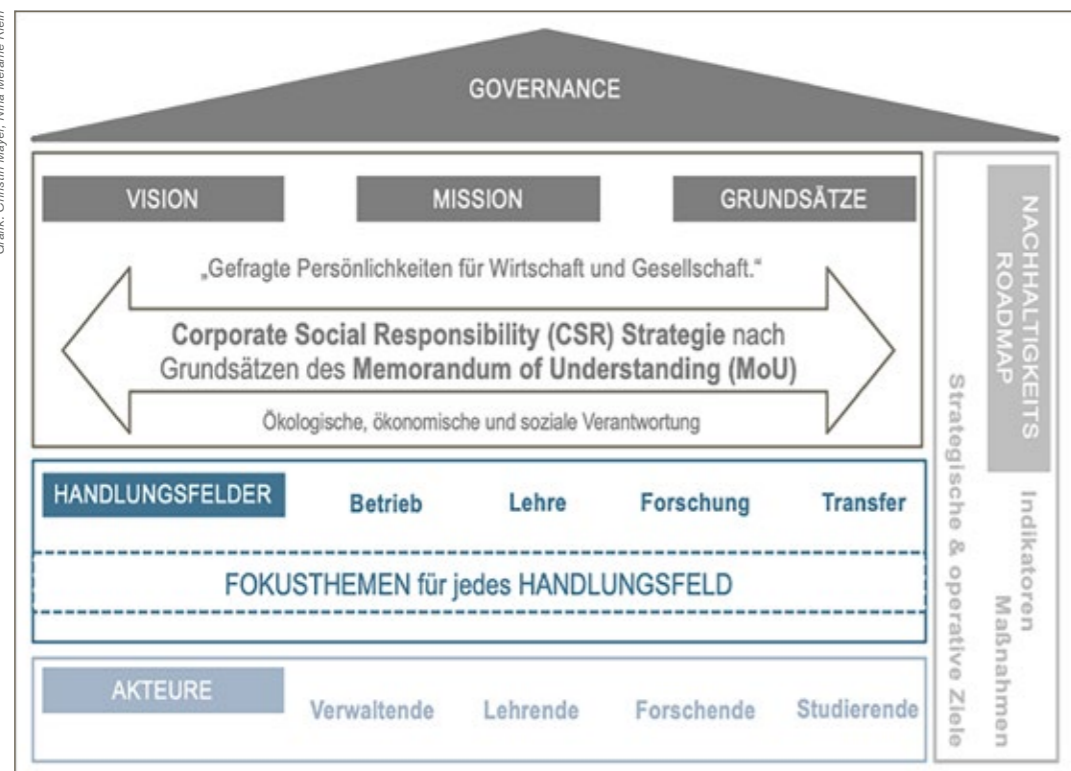 Grafik: Christin Mayer, Nina Melanie Klein
GOVERNANCE
VISION
MISSION
GRUNDSÄTZE
„Gefragte Persönlichkeiten für Wirtschaft und Gesellschaft.“
Corporate Social Responsibility (CSR) Strategie nach
Grundsätzen des Memorandum of Understanding (MoU)
Ökologische, ökonomische und soziale Verantwortung
HANDLUNGSFELDER
Betrieb
Lehre
Forschung
Transfer
FOKUSTHEMEN für jedes HANDLUNGSFELD
AKTEURE
Verwaltende
Lehrende
Forschende
Studierende
NACHHALTIGKEITS
ROADMAP
Indikatoren
Maßnahmen
Strategische & operative Ziele